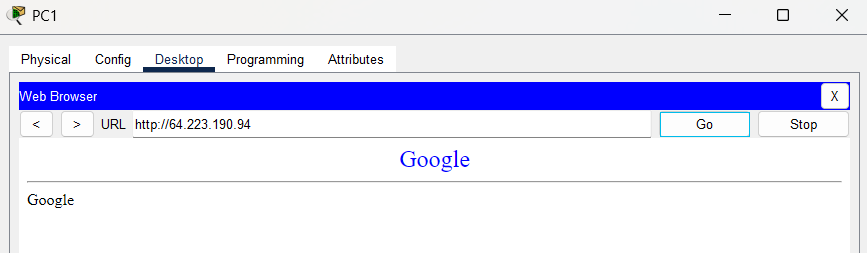 PC1
Physical Config Desktop Programming Attributes
Web Browser X
< > URL http://64.223.190.94 Go Stop
Google
Google